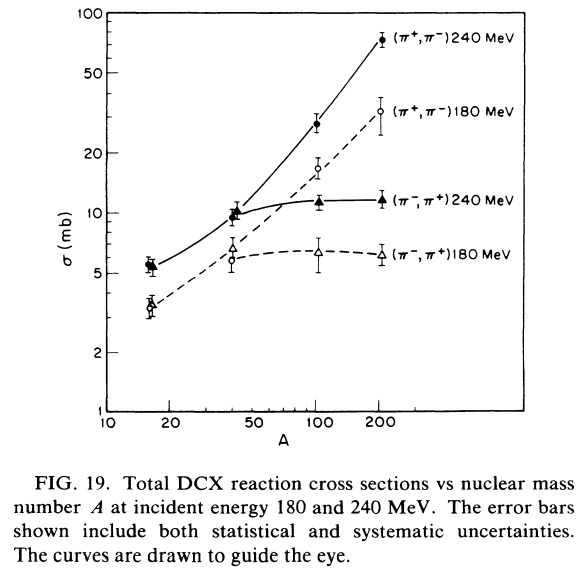 100
50
20
10
5
2
1
σ (mb)
10
20
50
100
200
A
(π⁺, π⁻) 240 MeV
(π⁺, π⁻) 180 MeV
(π⁻, π⁺) 240 MeV
(π⁻, π⁺) 180 MeV
FIG. 19. Total DCX reaction cross sections vs nuclear mass
number A at incident energy 180 and 240 MeV. The error bars
shown include both statistical and systematic uncertainties.
The curves are drawn to guide the eye.